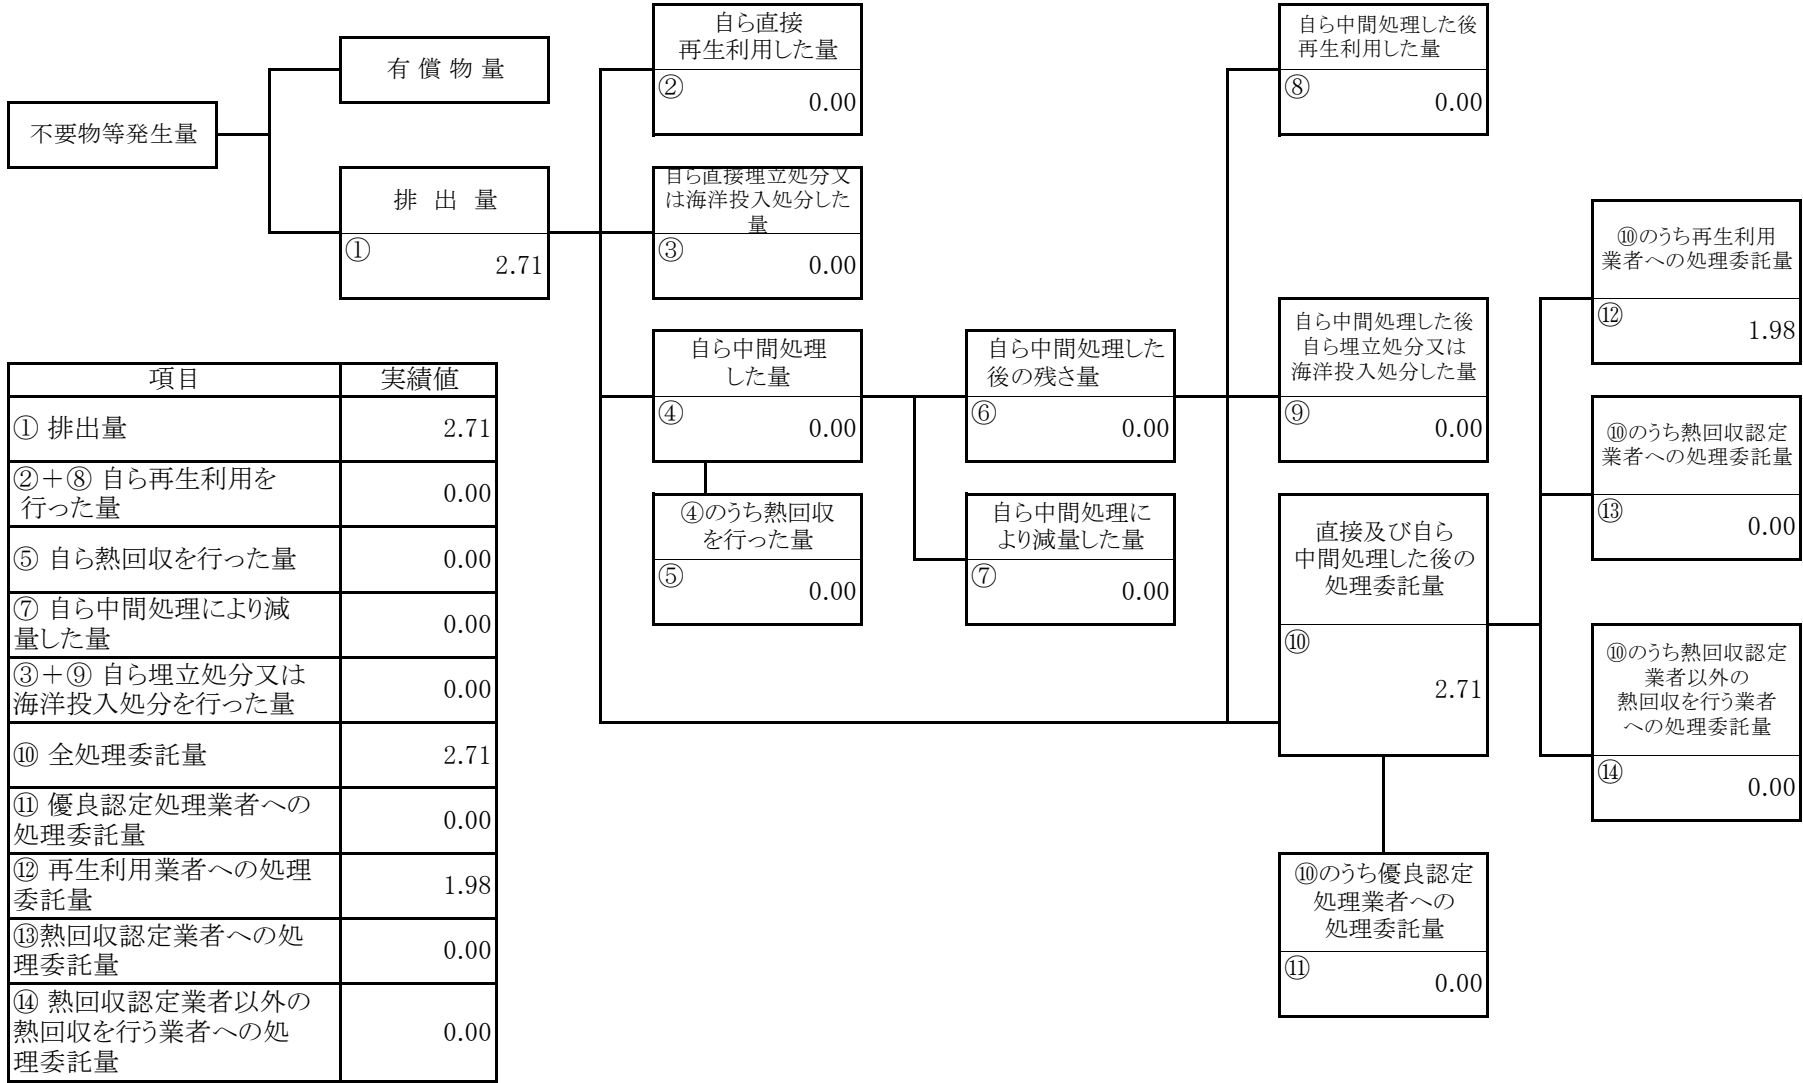 不要物等発生量
有 償 物 量
排 出 量
①
2.71
自ら直接
再生利用した量
②
0.00
自ら直接埋立処分又
は海洋投入処分した
量
③
0.00
自ら中間処理
した量
④
0.00
④のうち熱回収
を行った量
⑤
0.00
自ら中間処理した
後の残さ量
⑥
0.00
自ら中間処理に
より減量した量
⑦
0.00
自ら中間処理した後
再生利用した量
⑧
0.00
自ら中間処理した後
自ら埋立処分又は
海洋投入処分した量
⑨
0.00
直接及び自ら
中間処理した後の
処理委託量
⑩
2.71
⑩のうち優良認定
処理業者への
処理委託量
⑪
0.00
⑩のうち再生利用
業者への処理委託量
⑫
1.98
⑩のうち熱回収認定
業者への処理委託量
⑬
0.00
⑩のうち熱回収認定
業者以外の
熱回収を行う業者
への処理委託量
⑭
0.00
項目 実績値
① 排出量 2.71
②＋⑧ 自ら再生利用を
行った量 0.00
⑤ 自ら熱回収を行った量 0.00
⑦ 自ら中間処理により減
量した量 0.00
③＋⑨ 自ら埋立処分又は
海洋投入処分を行った量 0.00
⑩ 全処理委託量 2.71
⑪ 優良認定処理業者への
処理委託量 0.00
⑫ 再生利用業者への処理
委託量 1.98
⑬熱回収認定業者への処
理委託量 0.00
⑭ 熱回収認定業者以外の
熱回収を行う業者への処
理委託量 0.00